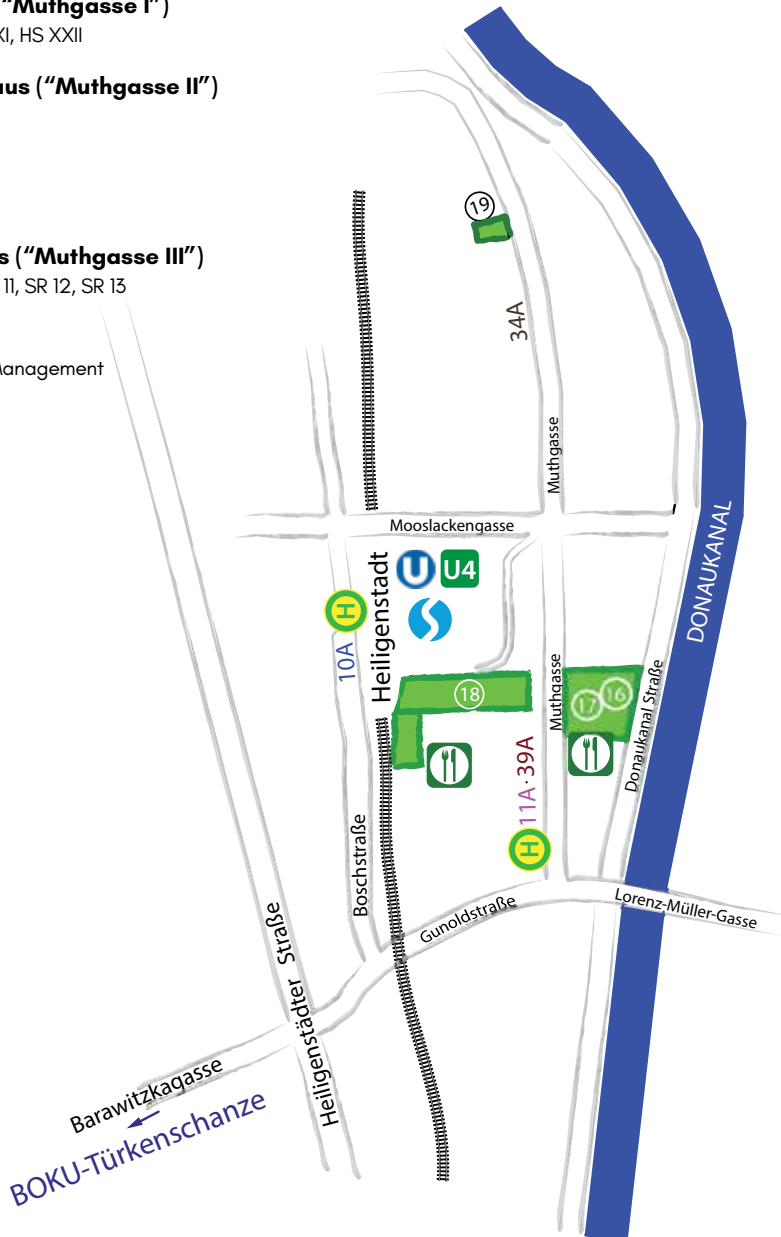 “Muthgasse I”)
XI, HS XXII
aus (“Muthgasse II”)
s (“Muthgasse III”)
11, SR 12, SR 13
Management
19
34A
Muthgasse
Mooslackengasse
DONAUKANAL
Heiligenstadt
U U4
H
10A
18
Muthgasse
17 16
Donaukanal Straße
11A · 39A
H
Boschstraße
Gunoldstraße
Lorenz-Müller-Gasse
Heiligenstädter Straße
Barawitzkagasse
BOKU-Türkenschanze